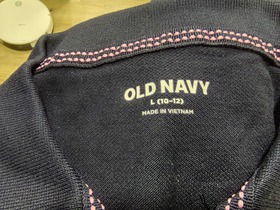 OLD NAVY
L (10-12)
MADE IN VIETNAM